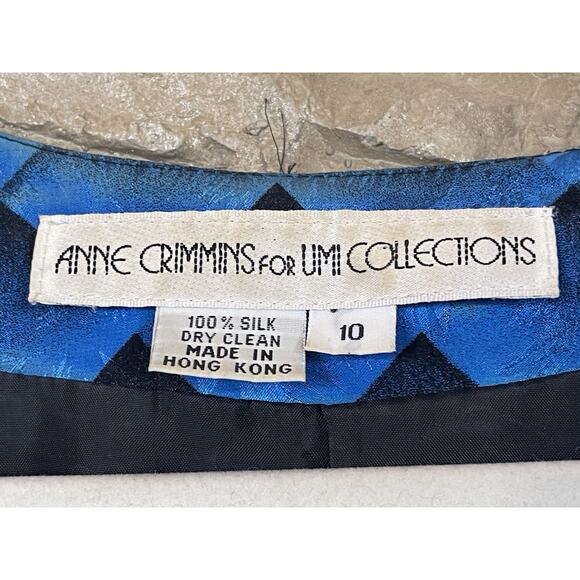 ANNE CRIMMINS FOR UMI COLLECTIONS
100% SILK
DRY CLEAN
MADE IN
HONG KONG
10